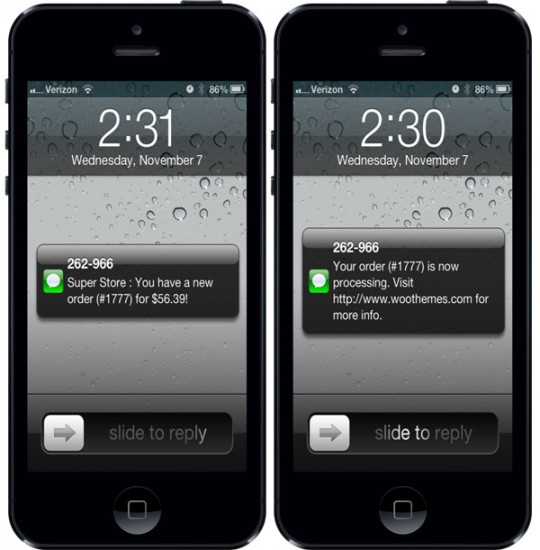 Verizon 86%
2:31
Wednesday, November 7
262-966
Super Store : You have a new
order (#1777) for $56.39!
slide to reply
Verizon 86%
2:30
Wednesday, November 7
262-966
Your order (#1777) is now
processing. Visit
http://www.woothemes.com for
more info.
slide to reply